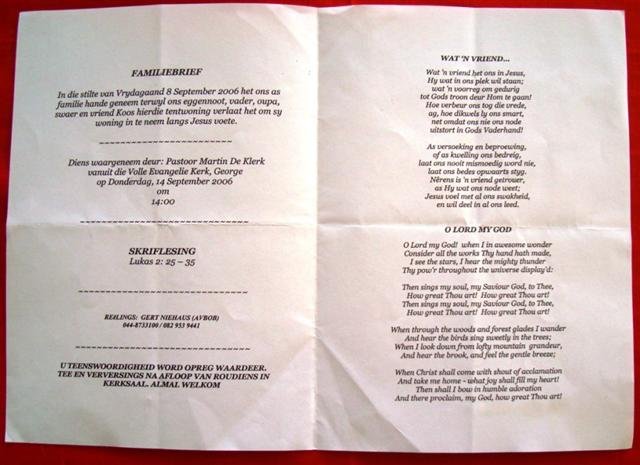 FAMILIEBRIEF
In die stilte van Vrydagaand 8 September 2006 het ons as
familie hande geneem terwyl ons eggenoot, vader, oupa,
swaer en vriend Koos hierdie tentwoning verlaat het om sy
woning in te neem langs Jesus voete.
Diens waargeneem deur: Pastoor Martin De Klerk
vanuit die Volle Evangelie Kerk, George
op Donderdag, 14 September 2006
om
14:00
SKRIFLESING
Lukas 2: 25 – 35
REëLINGS: GERT NIEHAUS (AVBOB)
044-8733100 / 082 953 9441
U TEENSWOORDIGHEID WORD OPREG WAARDEER.
TEE EN VERVERSINGS NA AFLOOP VAN ROUDIENS IN
KERKSAAL. ALMAL WELKOM
WAT 'N VRIEND...
Wat 'n vriend het ons in Jesus,
Hy wat in ons plek wil staan;
wat 'n voorreg om gedurig
tot Gods troon deur Hom te gaan!
Hoe verbeur ons tog die vrede,
ag, hoe dikwels ly ons smart,
net omdat ons nie ons node
uitstort in Gods Vaderhand!
As versoeking en beproewing,
of as kwelling ons bedreig,
laat ons nooit mismoedig word nie,
laat ons bedes opwaarts styg.
Nêrens is 'n vriend getrouer,
as Hy wat ons node weet;
Jesus voel met al ons swakheid,
en wil deel in al ons leed.
O LORD MY GOD
O Lord my God! when I in awesome wonder
Consider all the works Thy hand hath made,
I see the stars, I hear the mighty thunder
Thy pow'r throughout the universe display'd:
Then sings my soul, my Saviour God, to Thee,
How great Thou art! How great Thou art!
Then sings my soul, my Saviour God, to Thee,
How great Thou art! How great Thou art!
When through the woods and forest glades I wander
And hear the birds sing sweetly in the trees;
When I look down from lofty mountain grandeur,
And hear the brook, and feel the gentle breeze;
When Christ shall come with shout of acclamation
And take me home - what joy shall fill my heart!
Then shall I bow in humble adoration
And there proclaim, my God, how great Thou art!